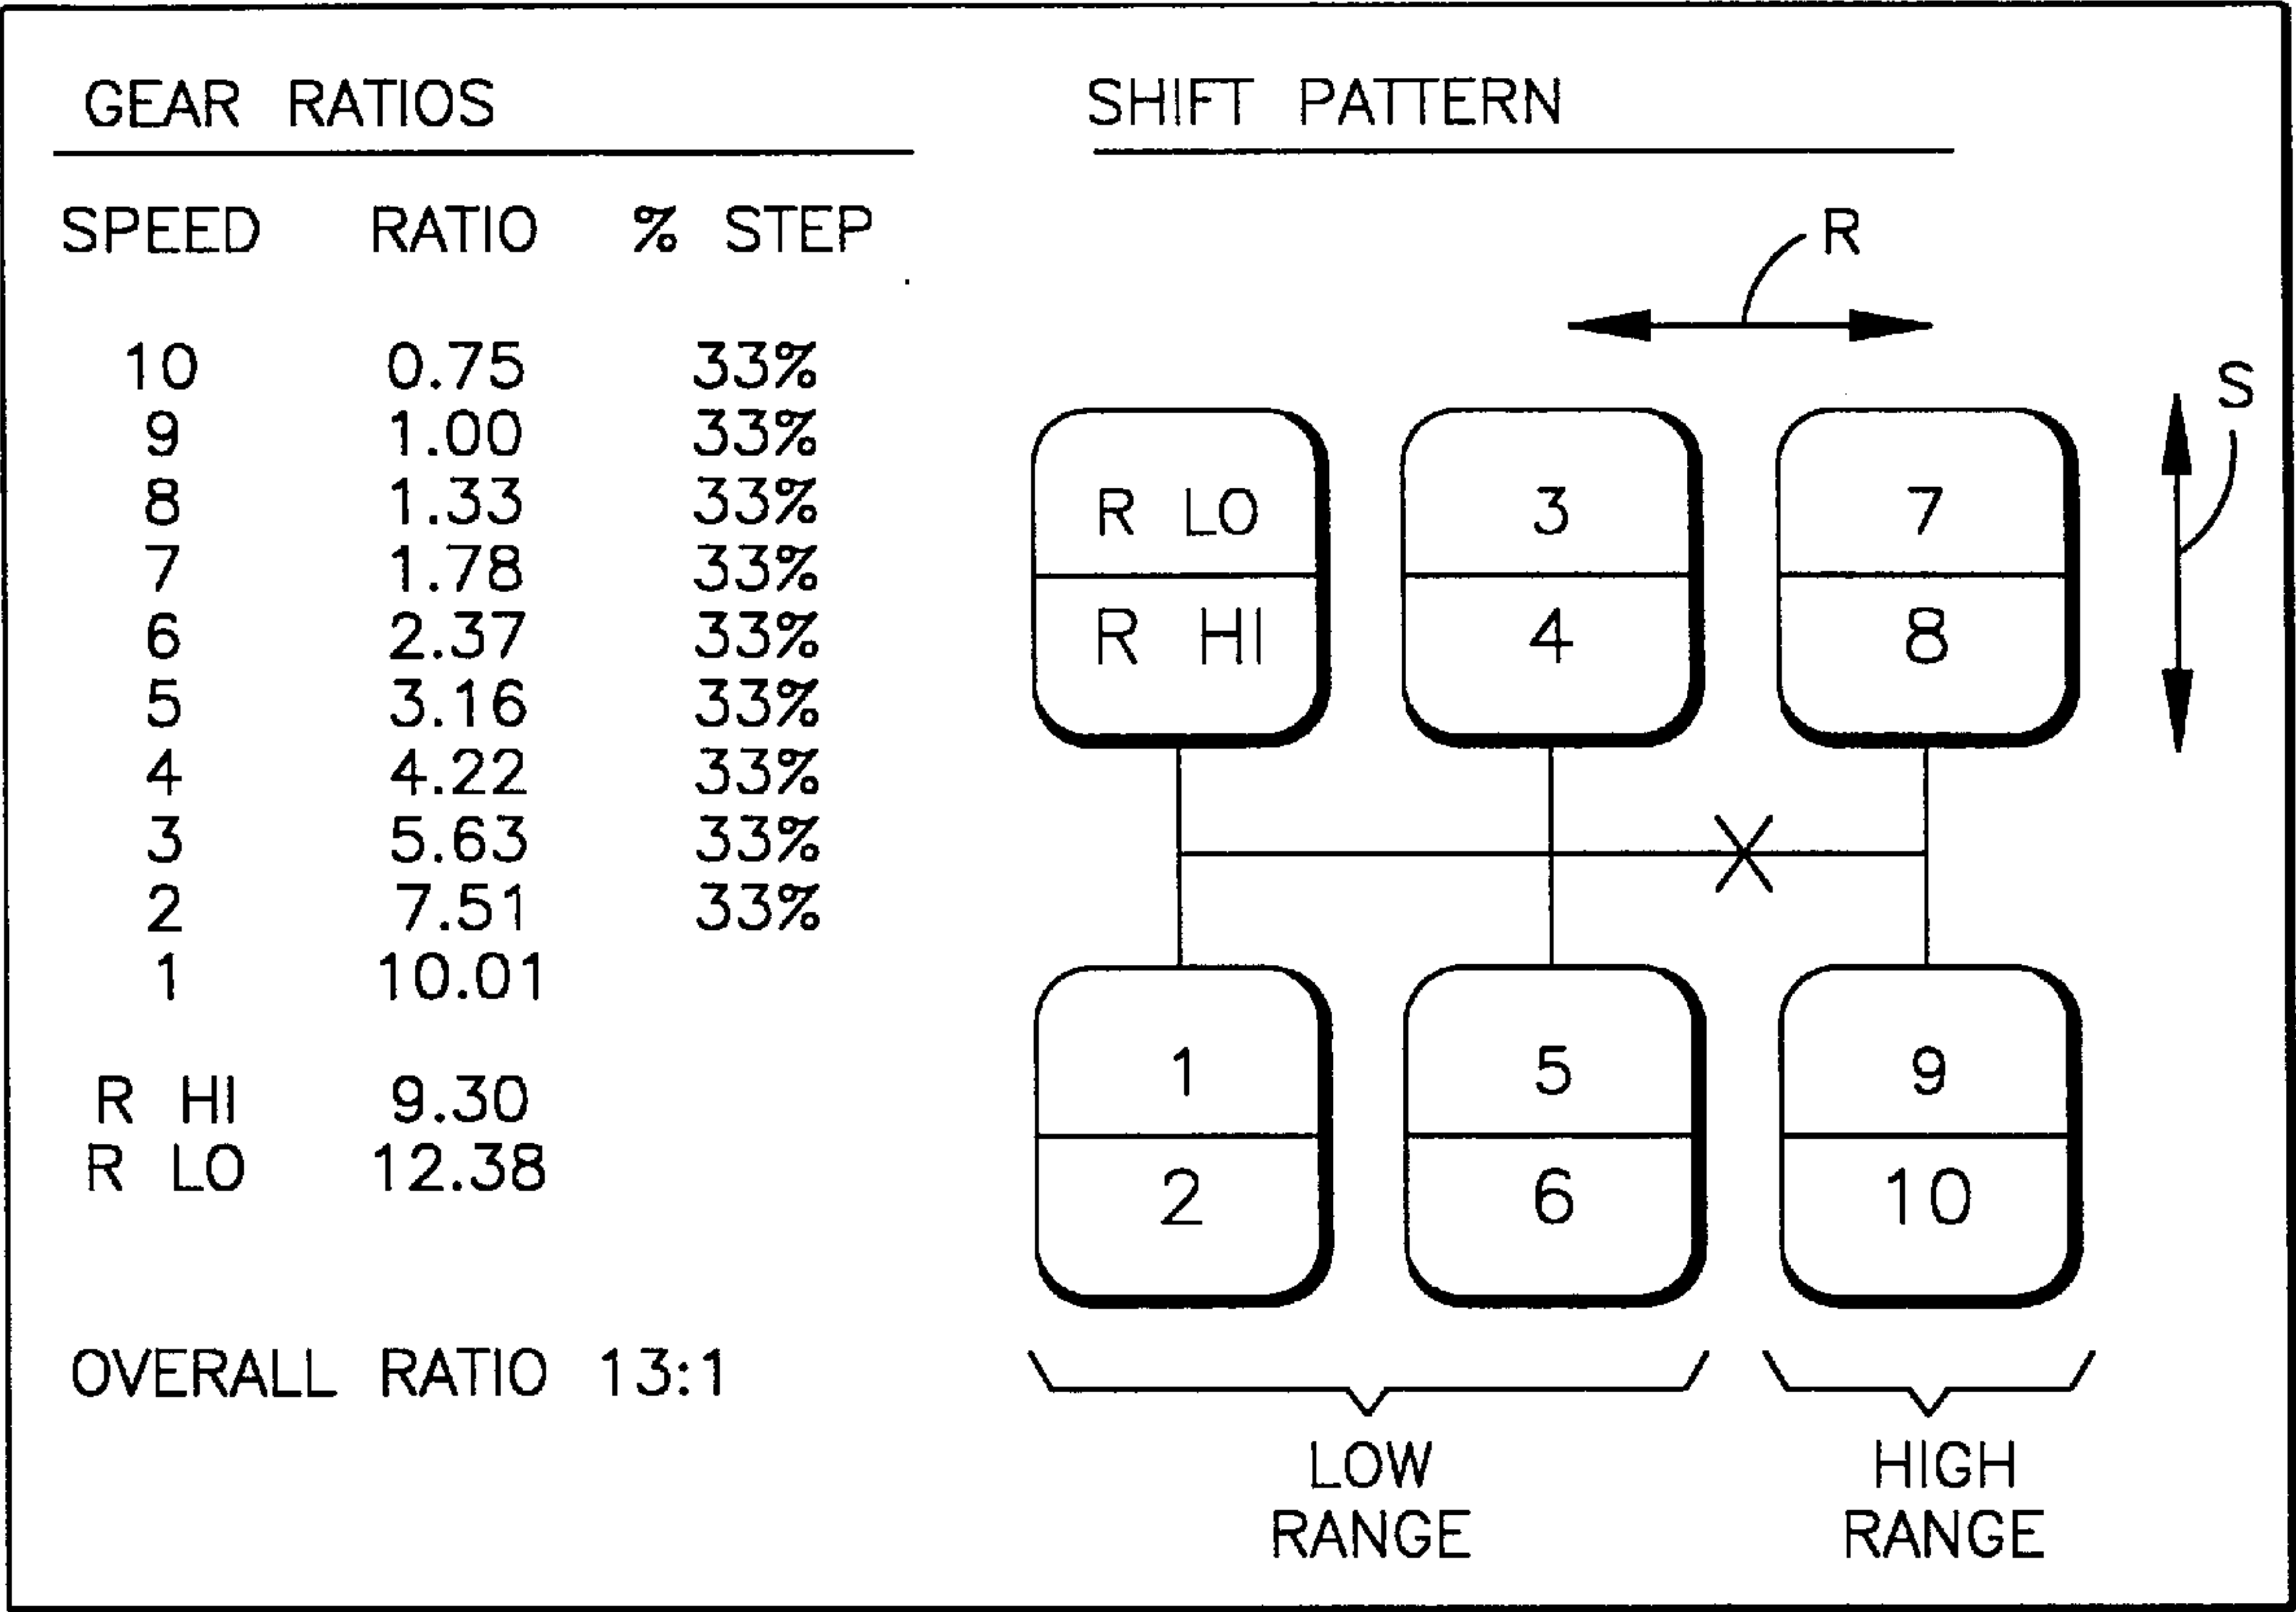 GEAR RATIOS
SPEED RATIO % STEP
10 0.75 33%
9 1.00 33%
8 1.33 33%
7 1.78 33%
6 2.37 33%
5 3.16 33%
4 4.22 33%
3 5.63 33%
2 7.51 33%
1 10.01
R HI 9.30
R LO 12.38
OVERALL RATIO 13:1
SHIFT PATTERN
R
S
R LO 3 7
R HI 4 8
X
1 5 9
2 6 10
LOW RANGE
HIGH RANGE